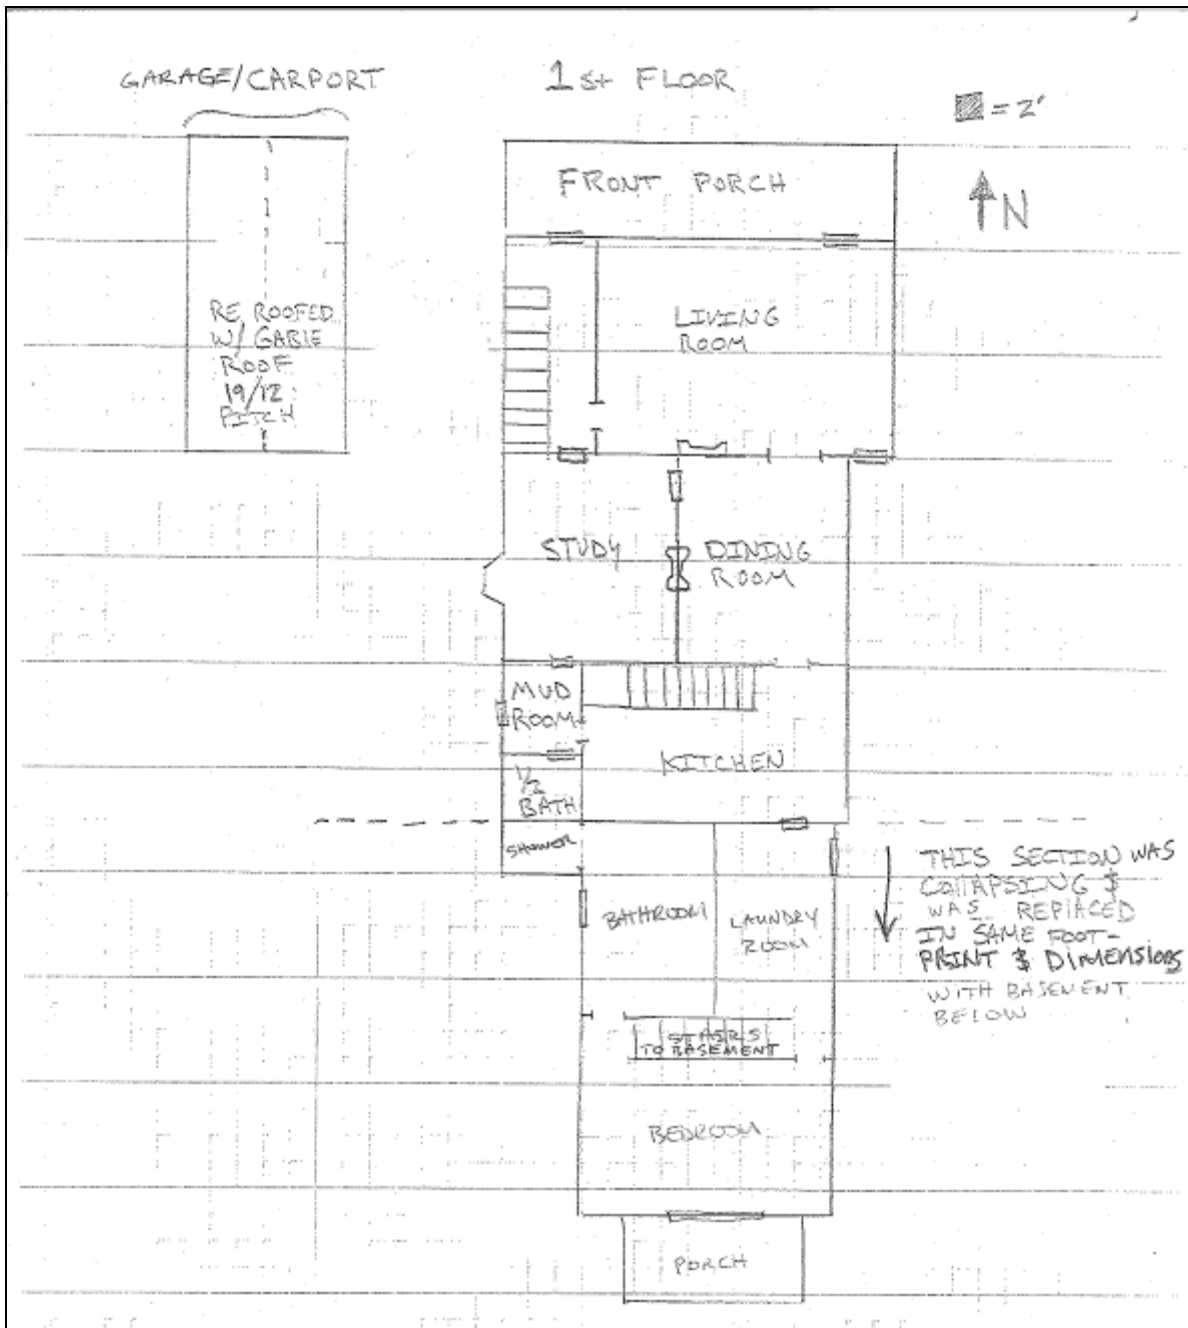 GARAGE/CARPORT
1st FLOOR
= 2'
N
FRONT PORCH
RE ROOFED
W/ GABLE
ROOF
19/12
PITCH
LIVING
ROOM
STUDY
DINING
ROOM
MUD
ROOM
KITCHEN
1/2
BATH
SHOWER
BATHROOM
LAUNDRY
ROOM
THIS SECTION WAS
COLLAPSING &
WAS REPLACED
IN SAME FOOT-
PRINT & DIMENSIONS
WITH BASEMENT
BELOW
STAIRS
TO BASEMENT
BEDROOM
PORCH